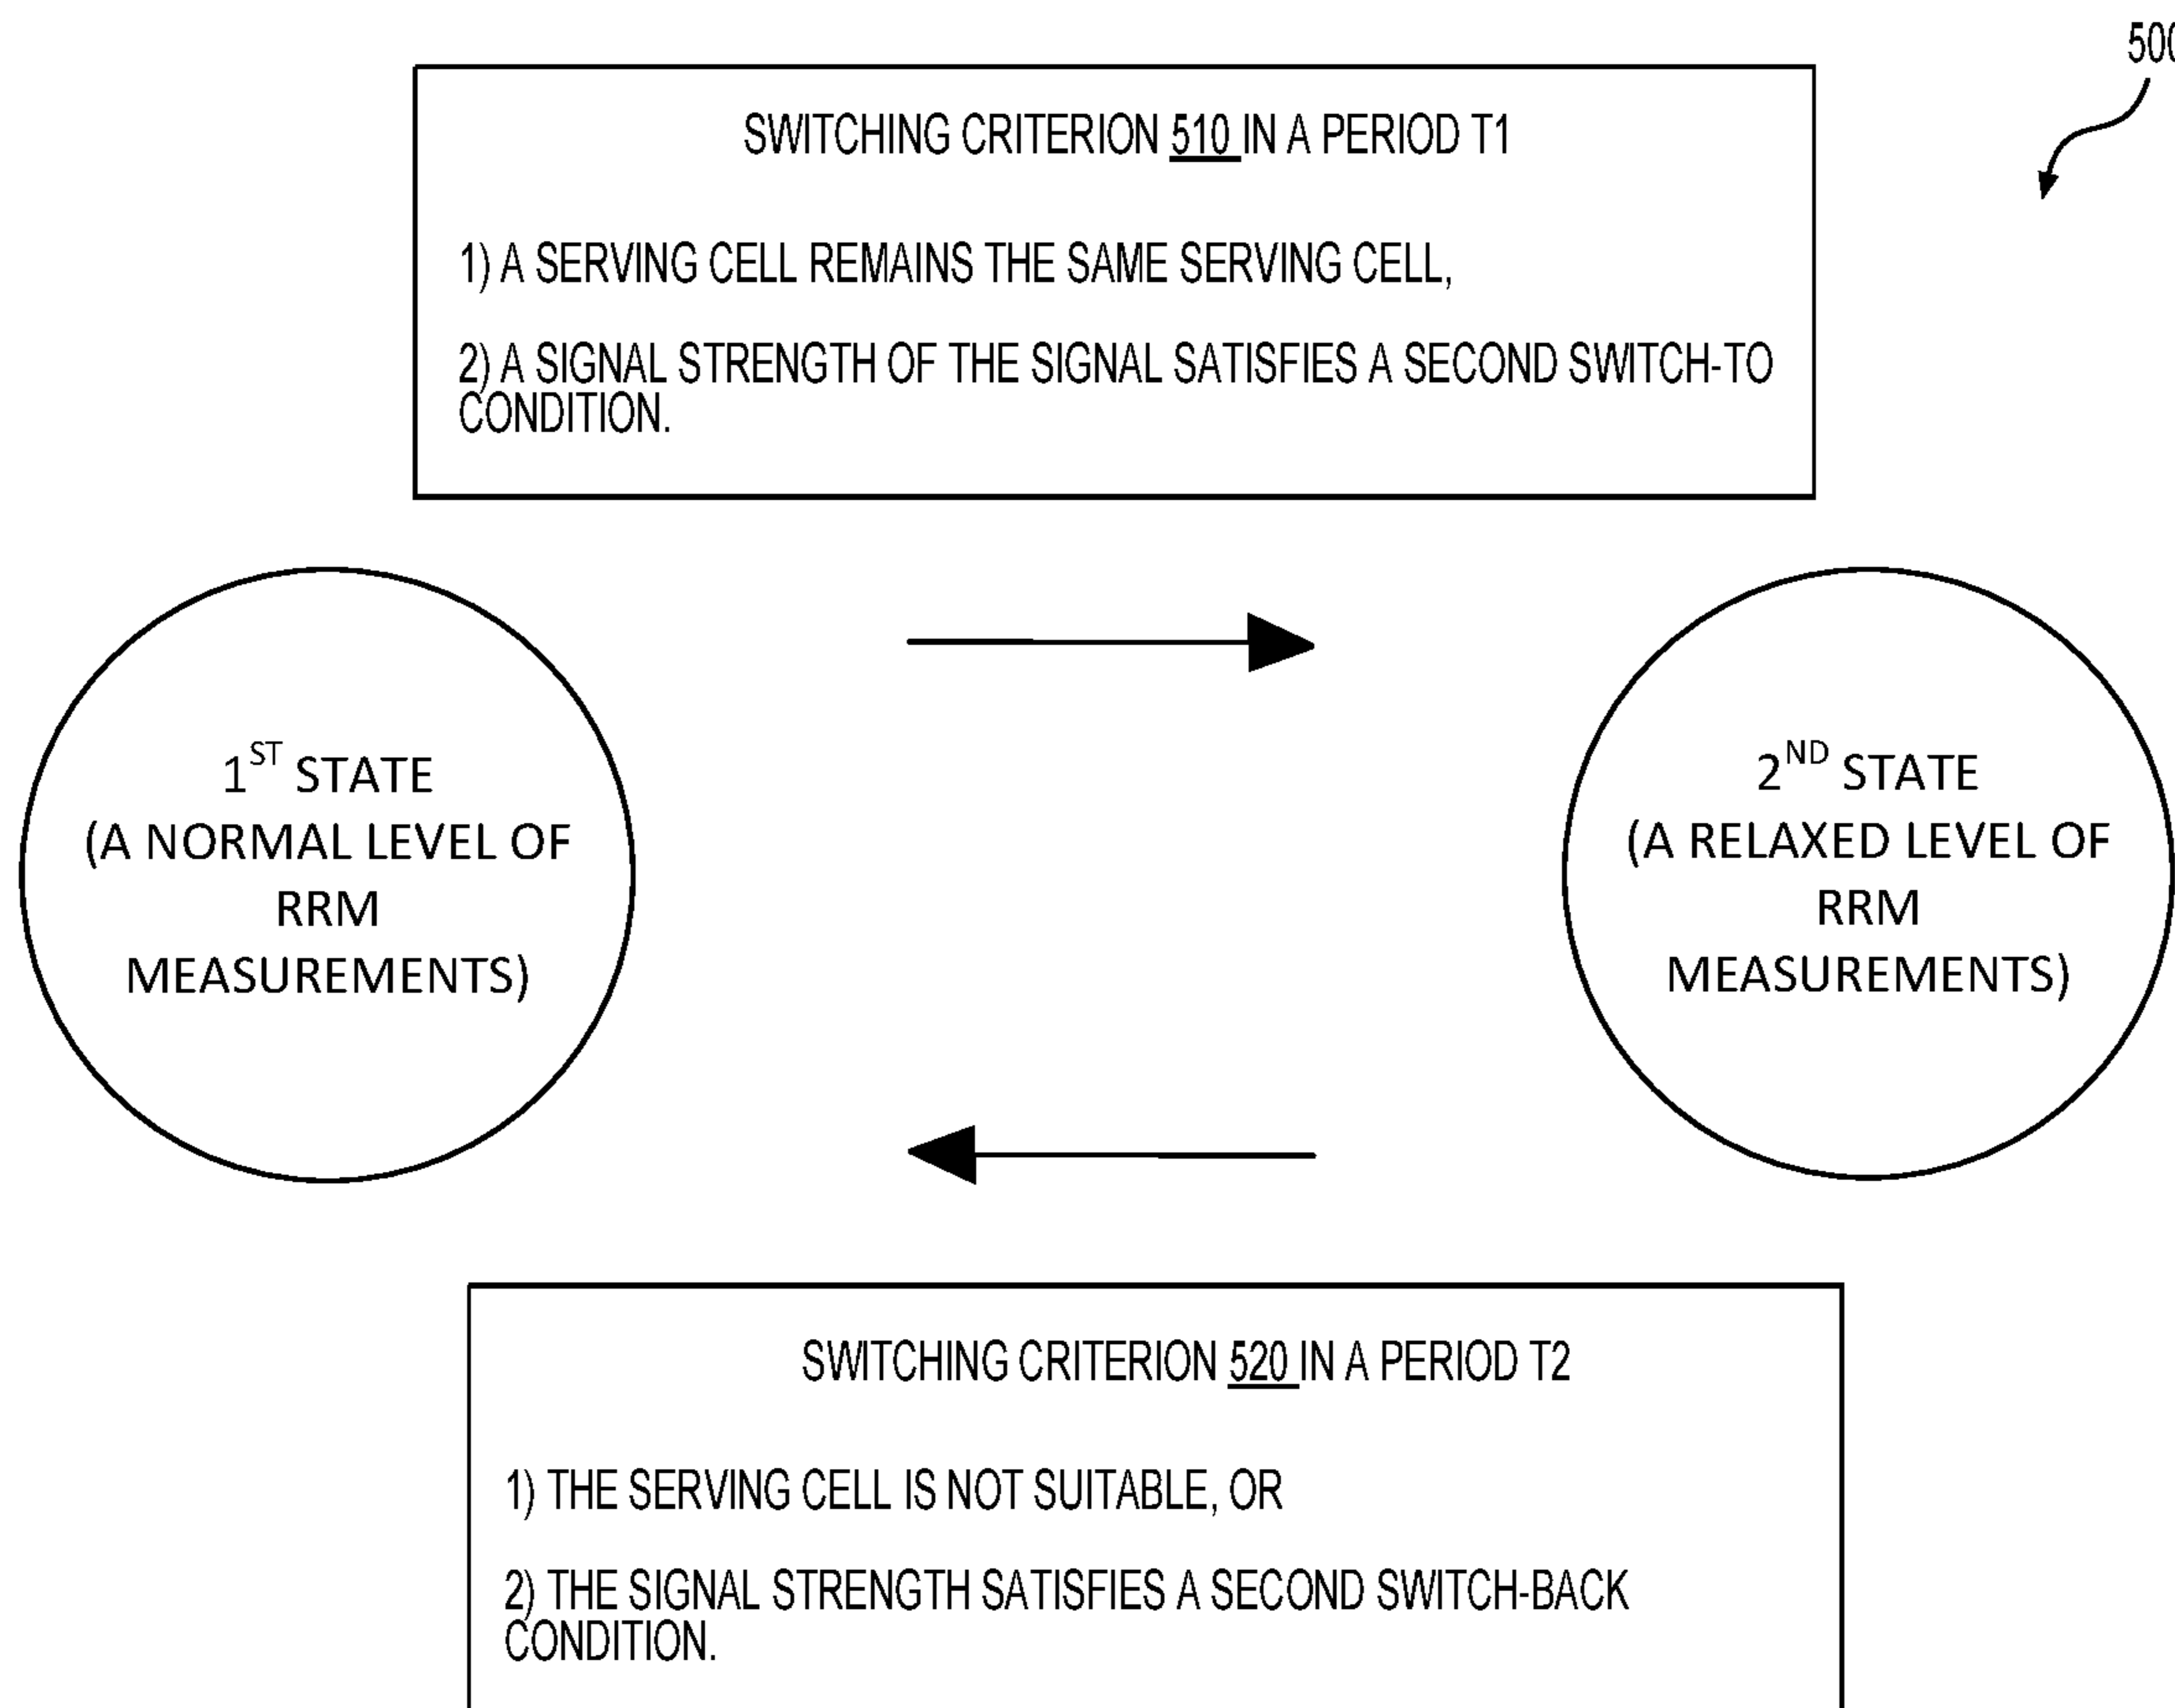 500
SWITCHING CRITERION 510 IN A PERIOD T1
1) A SERVING CELL REMAINS THE SAME SERVING CELL,
2) A SIGNAL STRENGTH OF THE SIGNAL SATISFIES A SECOND SWITCH-TO
CONDITION.
1ST STATE
(A NORMAL LEVEL OF
RRM
MEASUREMENTS)
2ND STATE
(A RELAXED LEVEL OF
RRM
MEASUREMENTS)
SWITCHING CRITERION 520 IN A PERIOD T2
1) THE SERVING CELL IS NOT SUITABLE, OR
2) THE SIGNAL STRENGTH SATISFIES A SECOND SWITCH-BACK
CONDITION.